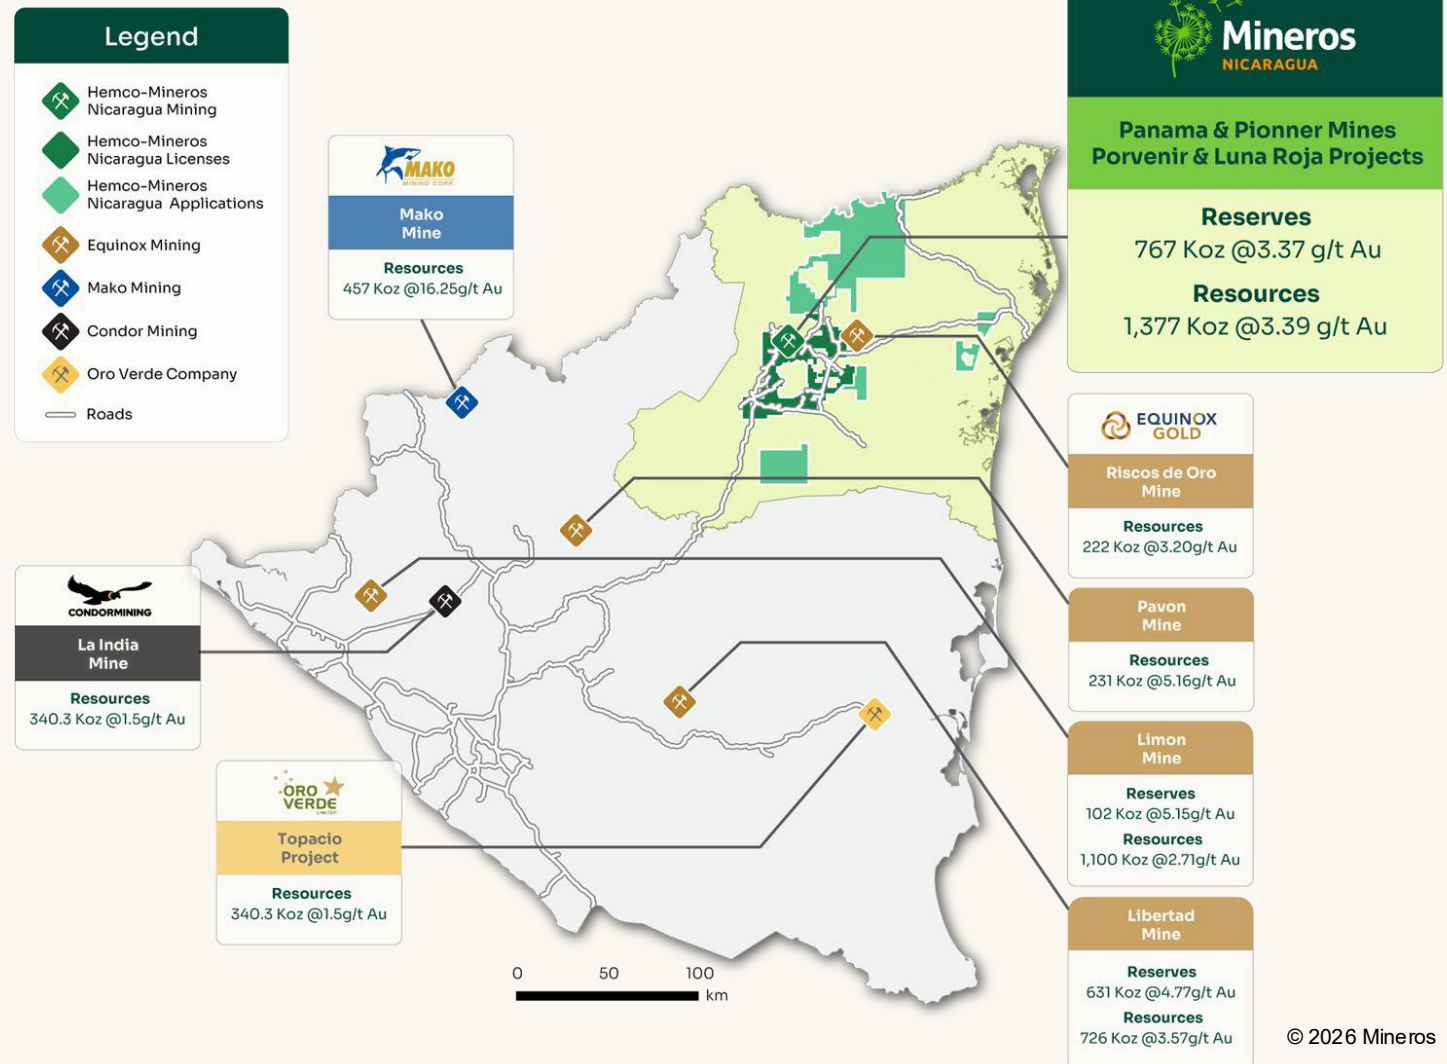 Legend
Hemco-Mineros
Nicaragua Mining
Hemco-Mineros
Nicaragua Licenses
Hemco-Mineros
Nicaragua Applications
Equinox Mining
Mako Mining
Condor Mining
Oro Verde Company
Roads
MAKO
MINING CORP.
Mako
Mine
Resources
457 Koz @16.25g/t Au
Mineros
NICARAGUA
Panama & Pionner Mines
Porvenir & Luna Roja Projects
Reserves
767 Koz @3.37 g/t Au
Resources
1,377 Koz @3.39 g/t Au
EQUINOX
GOLD
Riscos de Oro
Mine
Resources
222 Koz @3.20g/t Au
Pavon
Mine
Resources
231 Koz @5.16g/t Au
Limon
Mine
Reserves
102 Koz @5.15g/t Au
Resources
1,100 Koz @2.71g/t Au
Libertad
Mine
Reserves
631 Koz @4.77g/t Au
Resources
726 Koz @3.57g/t Au
CONDORMINING
La India
Mine
Resources
340.3 Koz @1.5g/t Au
ORO
VERDE
LIMITED
Topacio
Project
Resources
340.3 Koz @1.5g/t Au
0 50 100
km
© 2026 Mineros